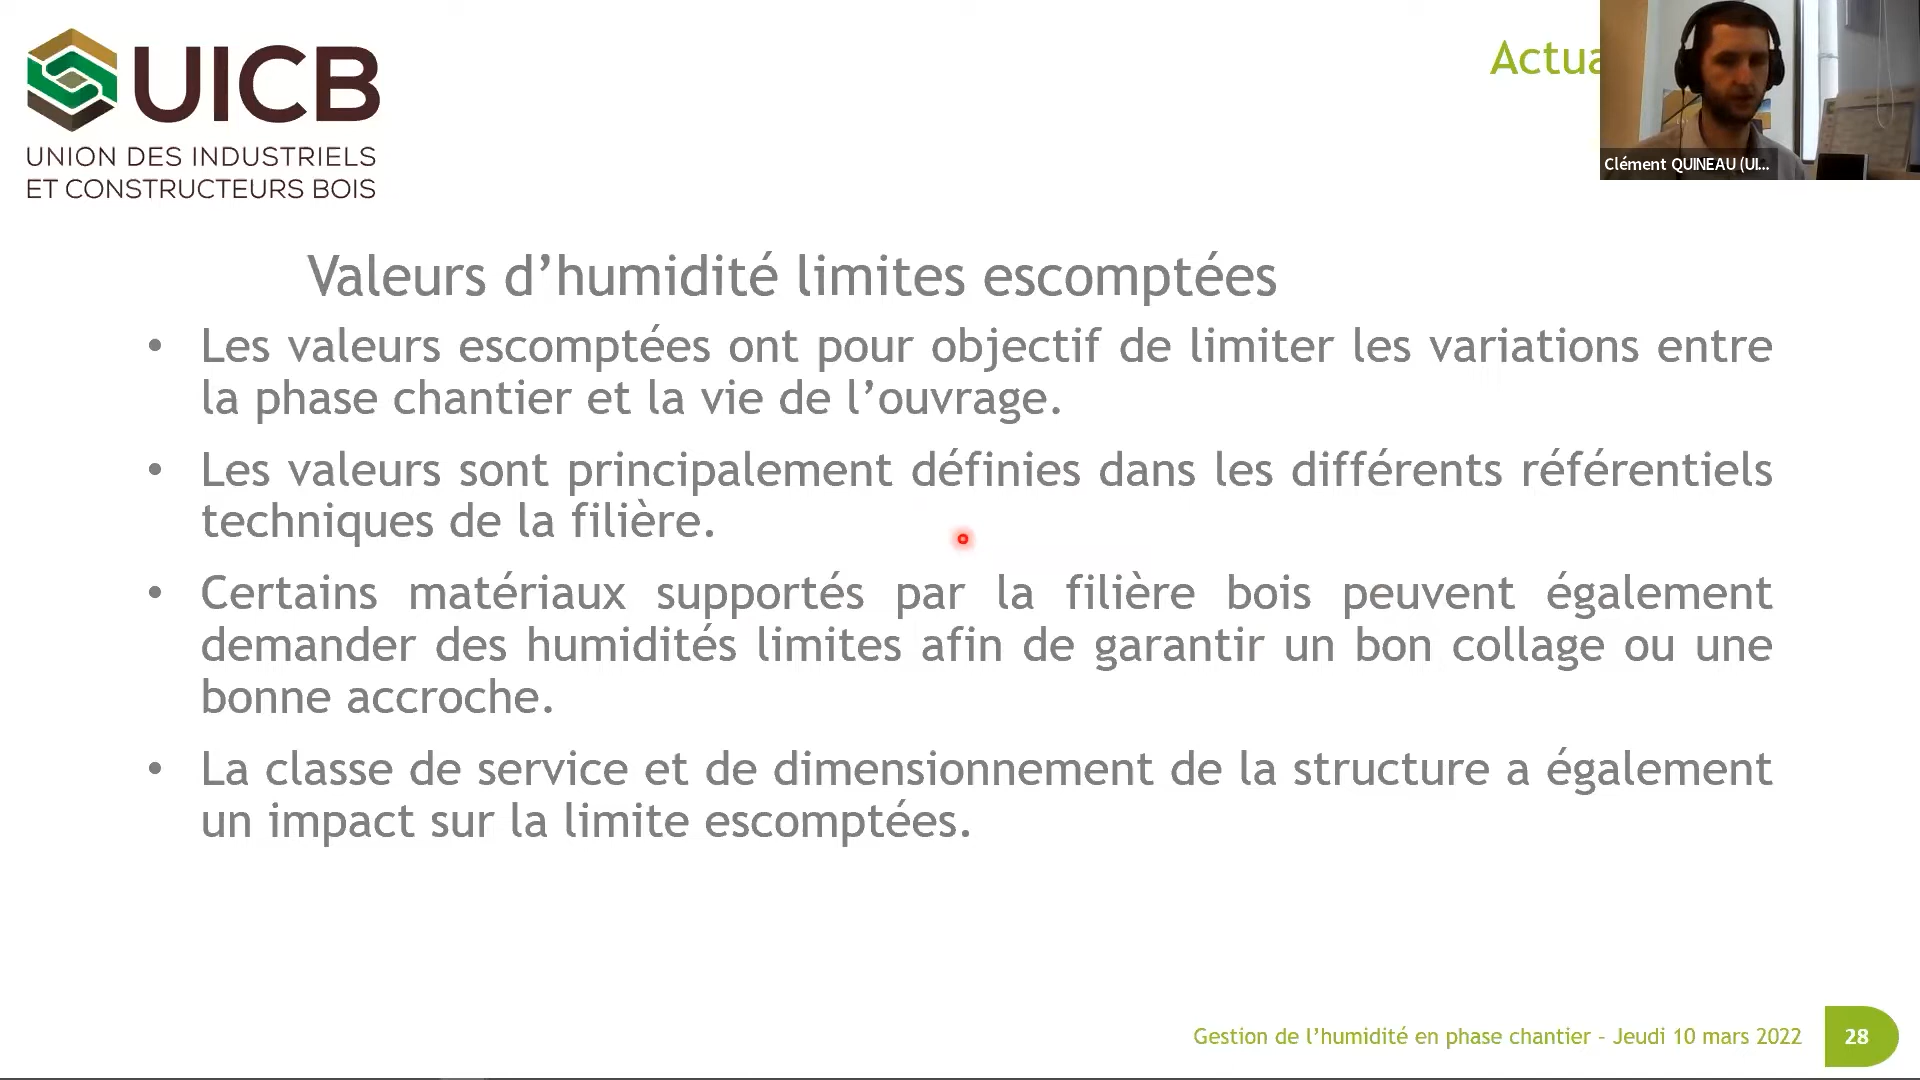 UICB
UNION DES INDUSTRIELS
ET CONSTRUCTEURS BOIS
Clément QUINEAU (UI...
Valeurs d’humidité limites escomptées
• Les valeurs escomptées ont pour objectif de limiter les variations entre
la phase chantier et la vie de l’ouvrage.
• Les valeurs sont principalement définies dans les différents référentiels
techniques de la filière.
• Certains matériaux supportés par la filière bois peuvent également
demander des humidités limites afin de garantir un bon collage ou une
bonne accroche.
• La classe de service et de dimensionnement de la structure a également
un impact sur la limite escomptées.
Gestion de l’humidité en phase chantier – Jeudi 10 mars 2022
28